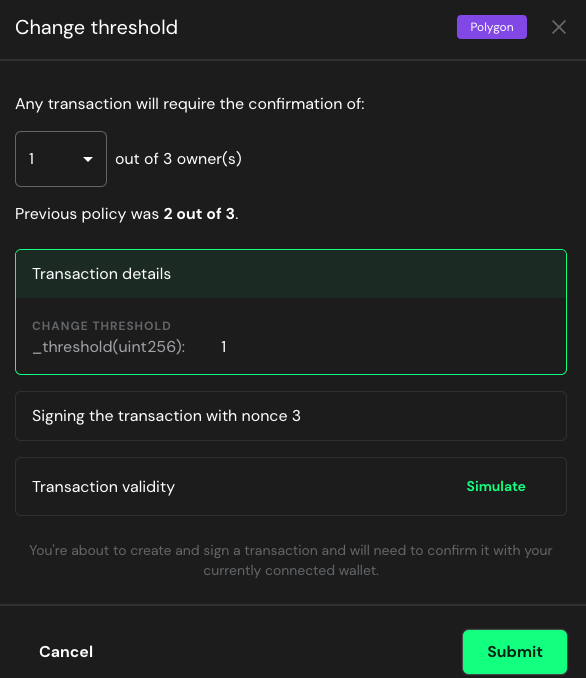 Change threshold
Polygon
Any transaction will require the confirmation of:
1 out of 3 owner(s)
Previous policy was 2 out of 3.
Transaction details
CHANGE THRESHOLD
_threshold(uint256): 1
Signing the transaction with nonce 3
Transaction validity
Simulate
You're about to create and sign a transaction and will need to confirm it with your
currently connected wallet.
Cancel
Submit